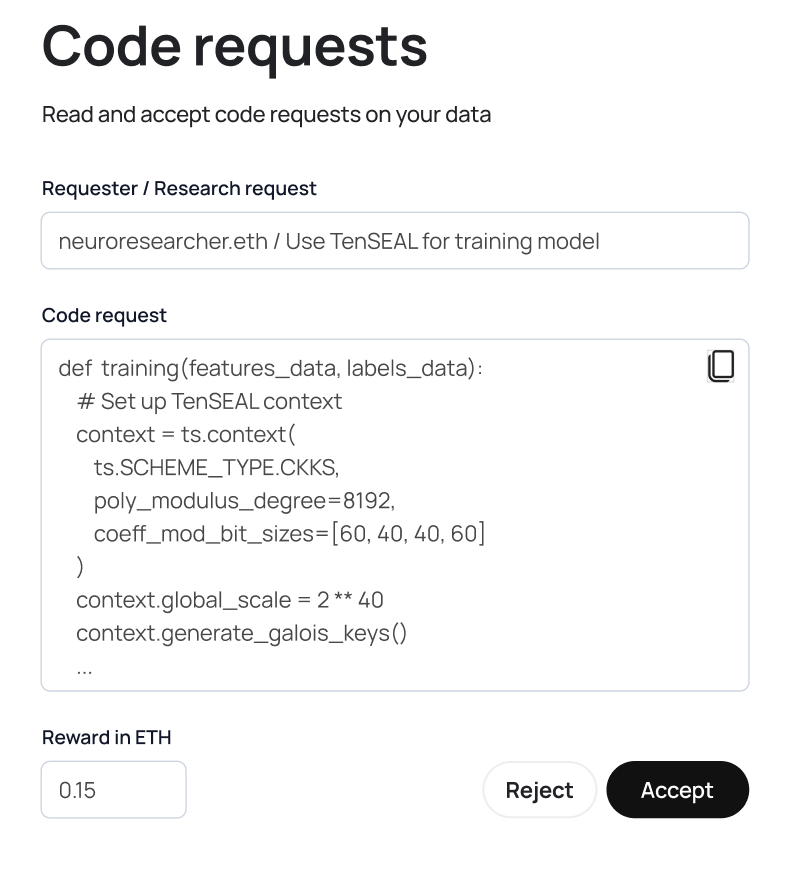 Code requests
Read and accept code requests on your data
Requester / Research request
neuroresearcher.eth / Use TenSEAL for training model
Code request
def training(features_data, labels_data):
# Set up TenSEAL context
context = ts.context(
ts.SCHEME_TYPE.CKKS,
poly_modulus_degree=8192,
coeff_mod_bit_sizes=[60, 40, 40, 60]
)
context.global_scale = 2 ** 40
context.generate_galois_keys()
...
Reward in ETH
0.15
Reject
Accept